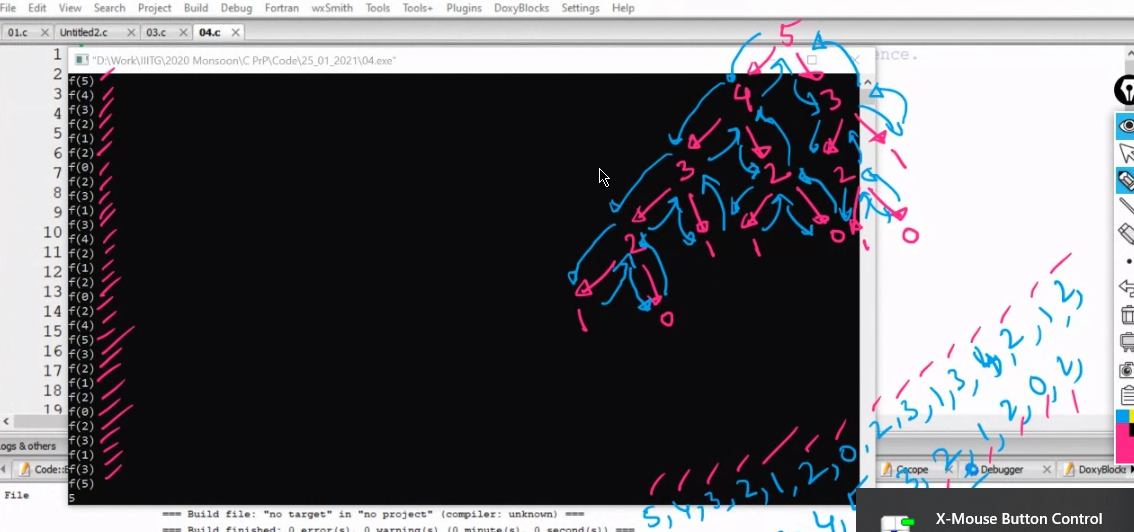 File Edit View Search Project Build Debug Fortran wxSmith Tools Tools+ Plugins DoxyBlocks Settings Help
01.c Untitled2.c 03.c 04.c
"D:\Work\IIITG\2020 Monsoon\C PrP\Code\25_01_2021\04.exe"
ence.
1
2
3
4
5
6
7
8
9
10
11
12
13
14
15
16
17
18
19
f(5)
f(4)
f(3)
f(2)
f(1)
f(2)
f(0)
f(2)
f(3)
f(1)
f(3)
f(4)
f(2)
f(1)
f(2)
f(0)
f(2)
f(4)
f(5)
f(3)
f(2)
f(1)
f(2)
f(0)
f(2)
f(3)
f(1)
f(3)
f(5)
5
5
4 3
3 2 2 1
2 1 1 0 1 0
1 0
5, 4, 3, 2, 1, 2, 0, 2, 3, 1, 3, 4, 2, 1, 2,
2, 1, 2, 0, 2,
ogs & others
Code::B
Cscope Debugger DoxyBlocks
File
=== Build file: "no target" in "no project" (compiler: unknown) ===
=== Build finished: 0 error(s), 0 warning(s) (0 minute(s), 0 second(s)) ===
X-Mouse Button Control